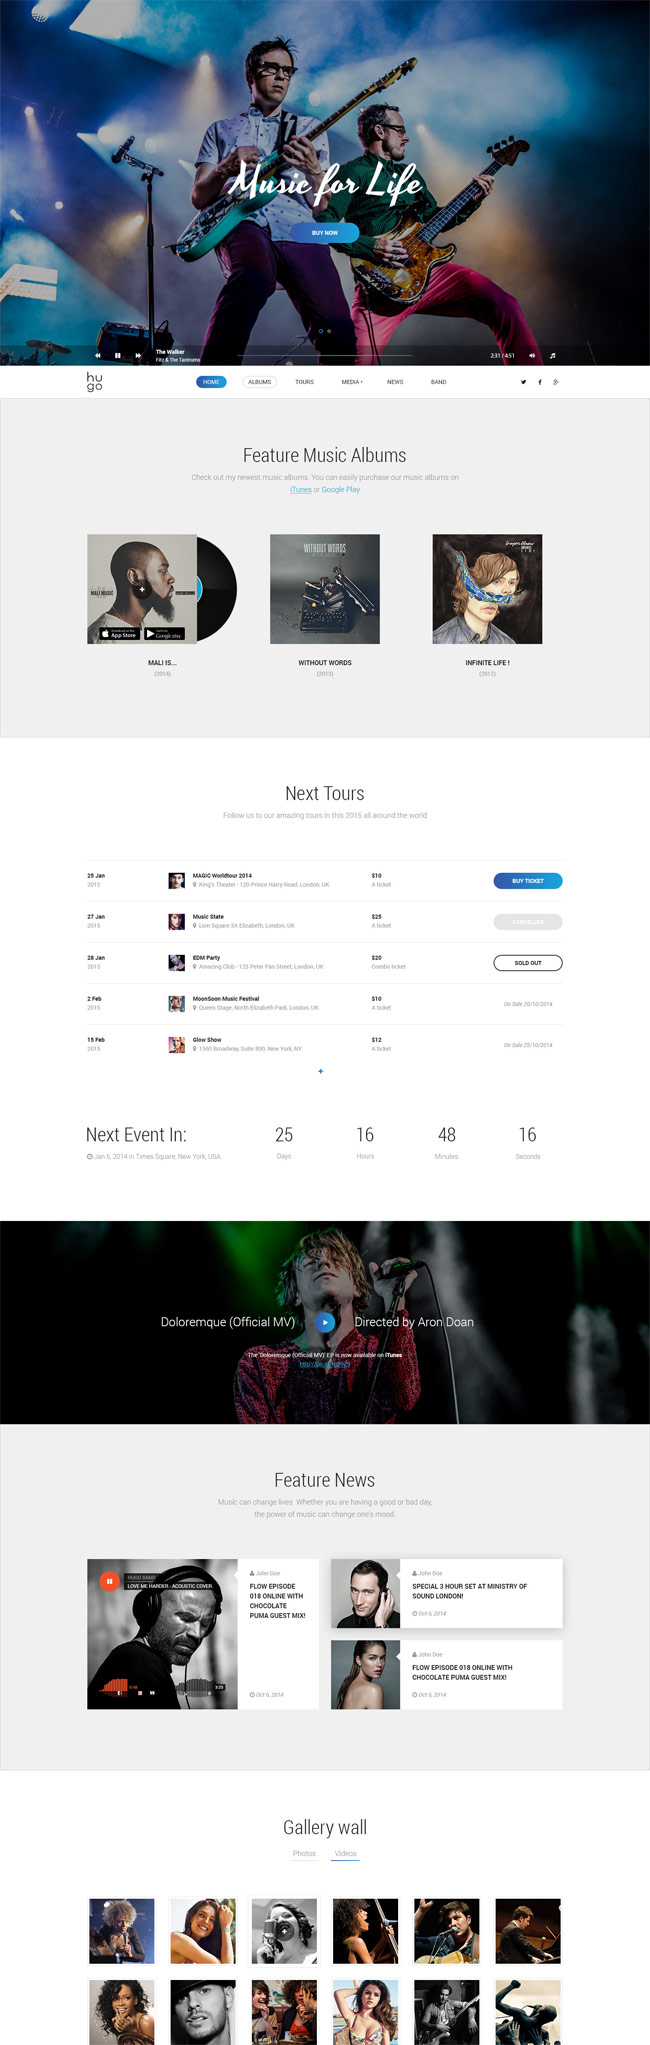 Music for Life
BUY NOW
The Walker
Fitz & The Tantrums
2:31 / 4:51
hu
go
HOME ALBUMS TOURS MEDIA NEWS BAND
Feature Music Albums
Check out my newest music albums. You can easily purchase our music albums on
iTunes or Google Play
MALI MUSIC
App Store
Google play
WITHOUT WORDS
MALI IS...
(2014)
WITHOUT WORDS
(2013)
INFINITE LIFE !
(2012)
Next Tours
Follow us to our amazing tours in this 2015 all around the world
25 Jan
2015
MAGIC Worldtour 2014
King's Theater - 120 Prince Harry Road, London, UK
$10
A ticket
BUY TICKET
27 Jan
2015
Music State
Lion Square 3A Elizabeth, London, UK
$25
A ticket
CANCELLED
28 Jan
2015
EDM Party
Amazing Club - 123 Peter Pan Street, London, UK
$20
Combo ticket
SOLD OUT
2 Feb
2015
MoonSoon Music Festival
Queen Stage, North Elizabeth Park, London, UK
$10
A ticket
On Sale 20/10/2014
15 Feb
2015
Glow Show
1560 Broadway, Suite 800, New York, NY
$12
A ticket
On Sale 25/10/2014
Next Event In:
Jan 6, 2014 in Times Square, New York, USA.
25
Days
16
Hours
48
Minutes
16
Seconds
Doloremque (Official MV) Directed by Aron Doan
The 'Doloremque (Official MV)' EP is now available on iTunes
Feature News
Music can change lives. Whether you are having a good or bad day,
the power of music can change one's mood.
HUGO BAND
LOVE ME HARDER - ACOUSTIC COVER
0:48
3:25
John Doe
FLOW EPISODE
018 ONLINE WITH
CHOCOLATE
PUMA GUEST MIX!
Oct 6, 2014
John Doe
SPECIAL 3 HOUR SET AT MINISTRY OF
SOUND LONDON!
Oct 6, 2014
John Doe
FLOW EPISODE 018 ONLINE WITH
CHOCOLATE PUMA GUEST MIX!
Oct 6, 2014
Gallery wall
Photos Videos